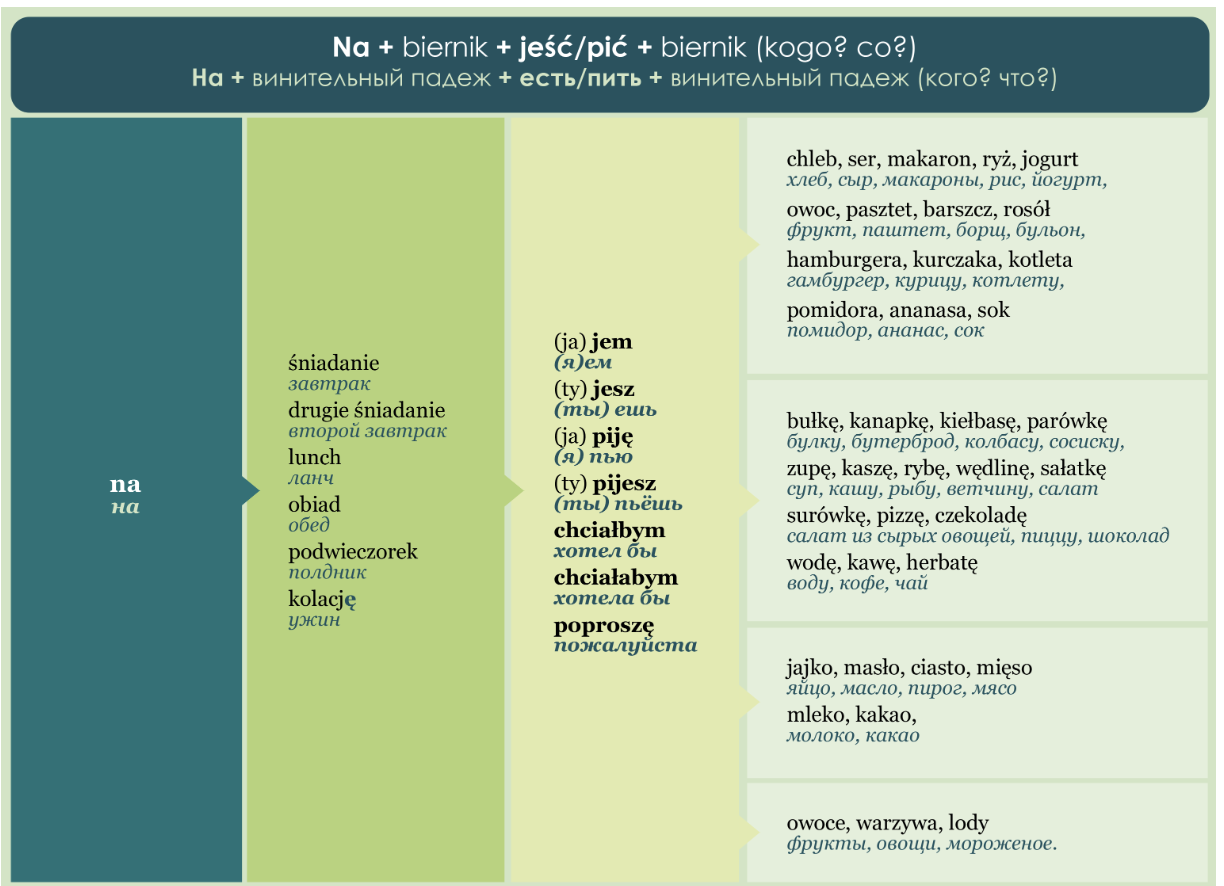 Na + biernik + jeść/pić + biernik (kogo? co?)
На + винительный падеж + есть/пить + винительный падеж (кого? что?)
na
на
śniadanie
завтрак
drugie śniadanie
второй завтрак
lunch
ланч
obiad
обед
podwieczorek
полдник
kolację
ужин
(ja) jem
(я)ем
(ty) jesz
(ты) ешь
(ja) piję
(я) пью
(ty) pijesz
(ты) пьёшь
chciałbym
хотел бы
chciałabym
хотела бы
poproszę
пожалуйста
chleb, ser, makaron, ryż, jogurt
хлеб, сыр, макароны, рис, йогурт,
owoc, pasztet, barszcz, rosół
фрукт, паштет, борщ, бульон,
hamburgera, kurczaka, kotleta
гамбургер, курицу, котлету,
pomidora, ananasa, sok
помидор, ананас, сок
bułkę, kanapkę, kiełbasę, parówkę
булку, бутерброд, колбасу, сосиску,
zupę, kaszę, rybę, wędlinę, sałatkę
суп, кашу, рыбу, ветчину, салат
surówkę, pizzę, czekoladę
салат из сырых овощей, пиццу, шоколад
wodę, kawę, herbatę
воду, кофе, чай
jajko, masło, ciasto, mięso
яйцо, масло, пирог, мясо
mleko, kakao,
молоко, какао
owoce, warzywa, lody
фрукты, овощи, мороженое.